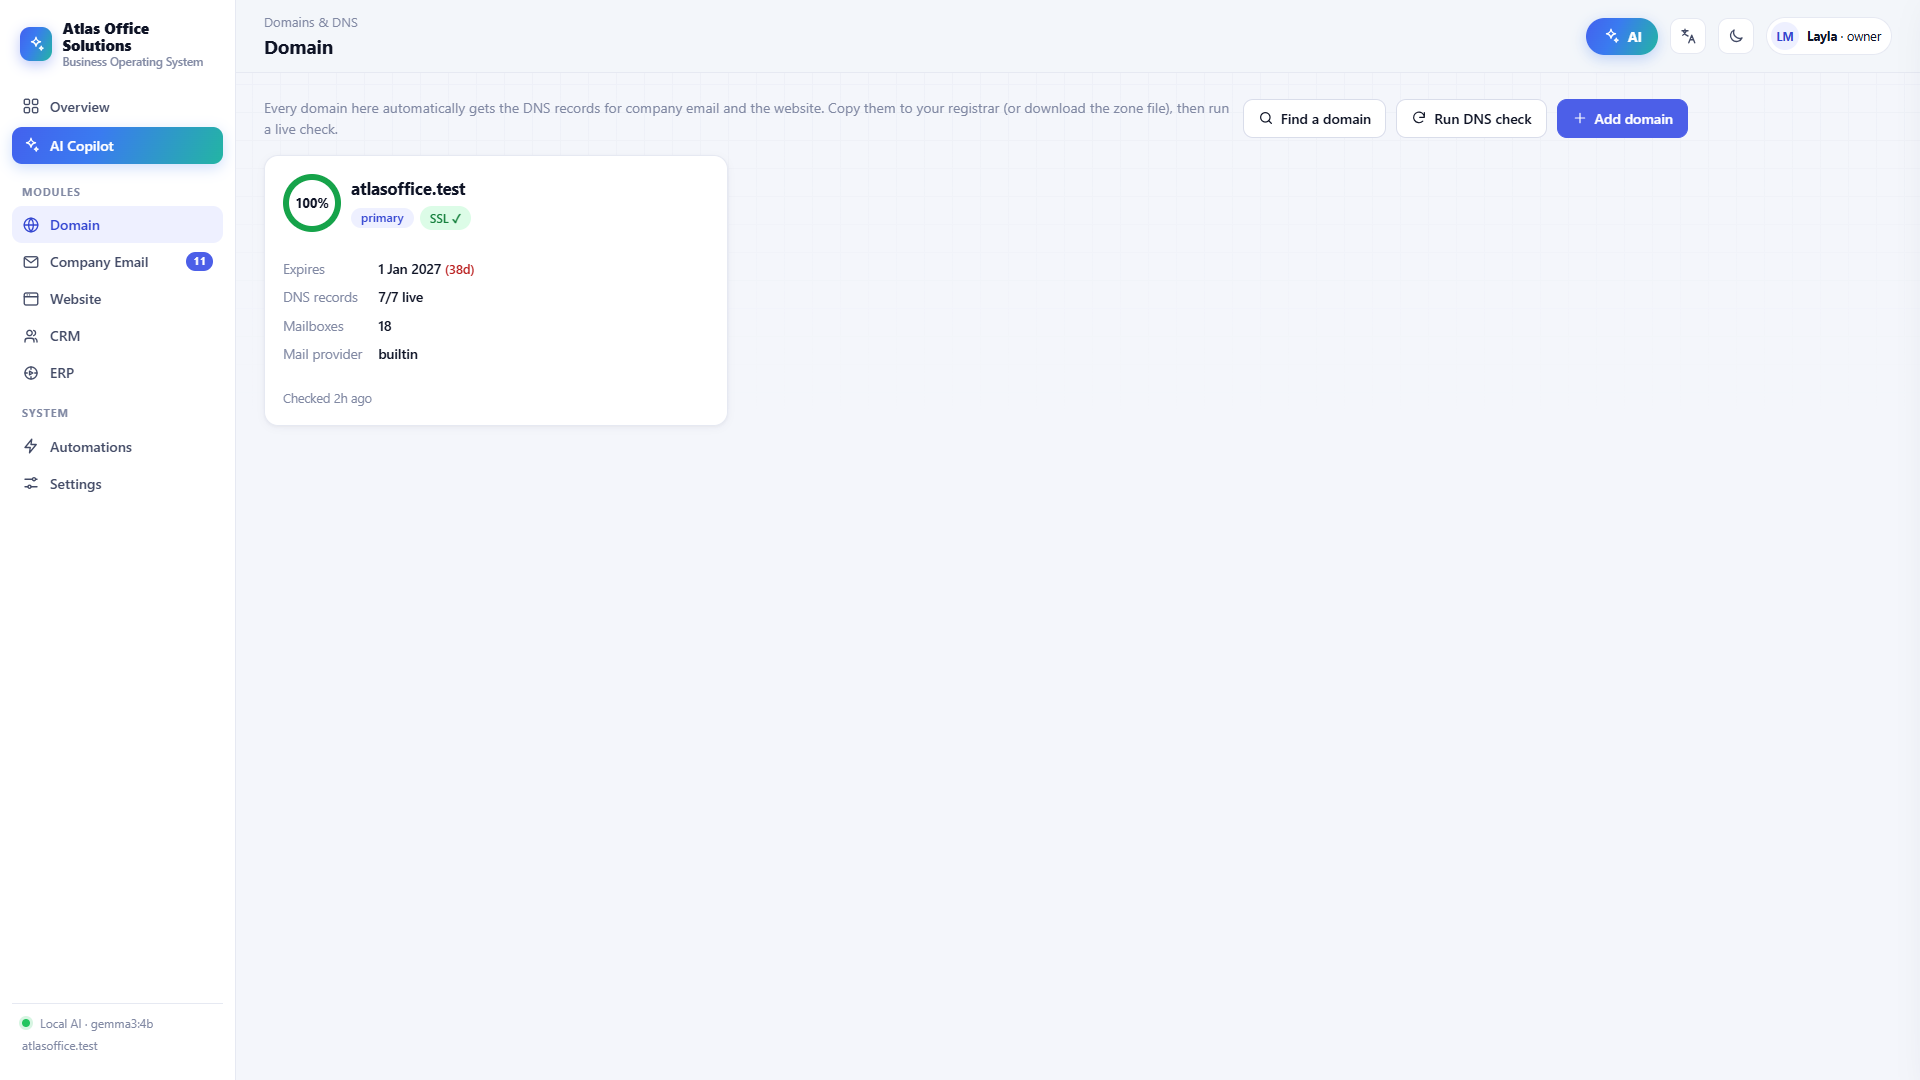 Atlas Office
Solutions
Business Operating System
Overview
AI Copilot
MODULES
Domain
Company Email 11
Website
CRM
ERP
SYSTEM
Automations
Settings
Local AI · gemma3:4b
atlasoffice.test
Domains & DNS
Domain
AI
LM Layla · owner
Every domain here automatically gets the DNS records for company email and the website. Copy them to your registrar (or download the zone file), then run
a live check.
Find a domain
Run DNS check
Add domain
100%
atlasoffice.test
primary SSL ✓
Expires 1 Jan 2027 (38d)
DNS records 7/7 live
Mailboxes 18
Mail provider builtin
Checked 2h ago